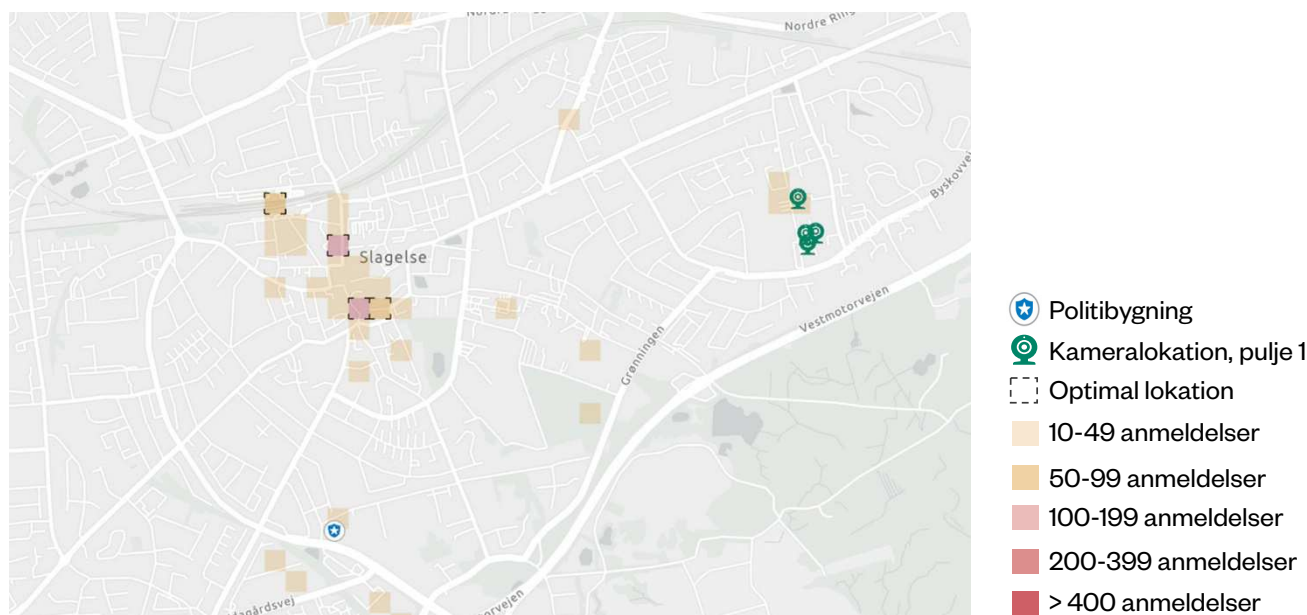 Nordre Ring
Slagelse
Byskovvej
Vestmotorvejen
Grønningen
Politibygning
Kameralokation, pulje 1
Optimal lokation
10-49 anmeldelser
50-99 anmeldelser
100-199 anmeldelser
200-399 anmeldelser
> 400 anmeldelser